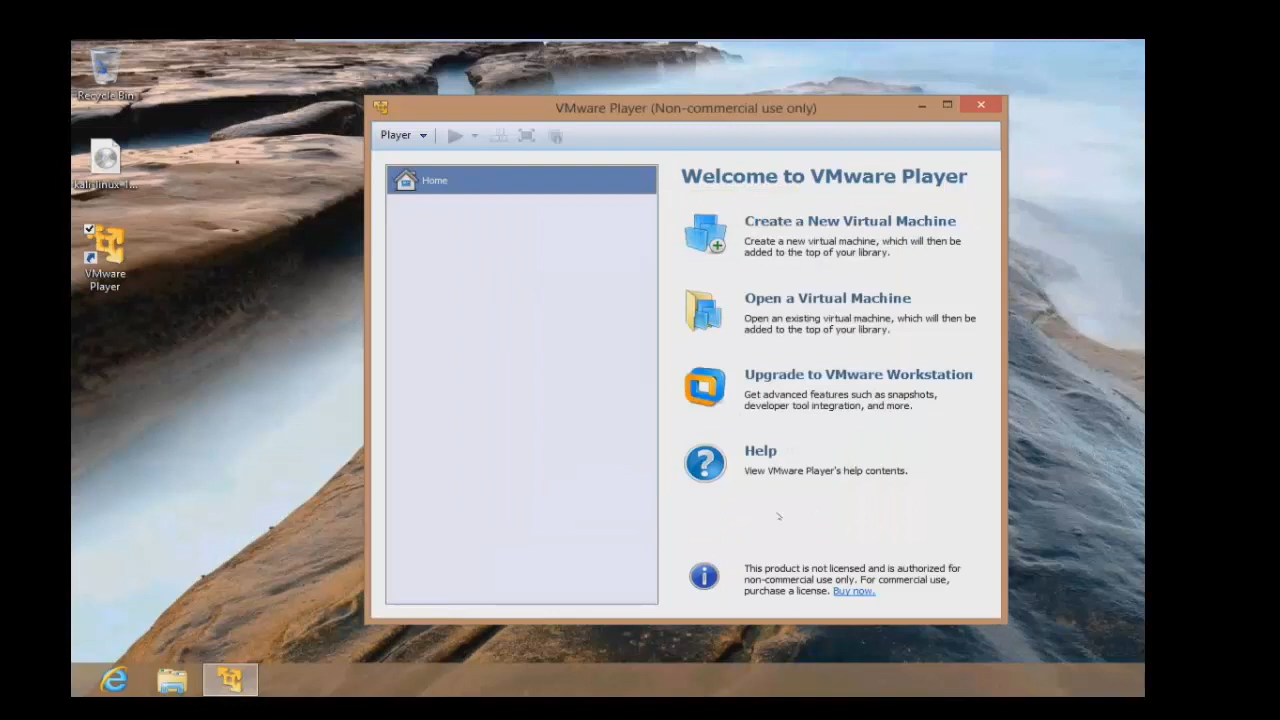 Recycle Bin
kali-linux-1...
VMware
Player
VMware Player (Non-commercial use only)
Player
Home
Welcome to VMware Player
Create a New Virtual Machine
Create a new virtual machine, which will then be
added to the top of your library.
Open a Virtual Machine
Open an existing virtual machine, which will then be
added to the top of your library.
Upgrade to VMware Workstation
Get advanced features such as snapshots,
developer tool integration, and more.
Help
View VMware Player's help contents.
This product is not licensed and is authorized for
non-commercial use only. For commercial use,
purchase a license. Buy now.